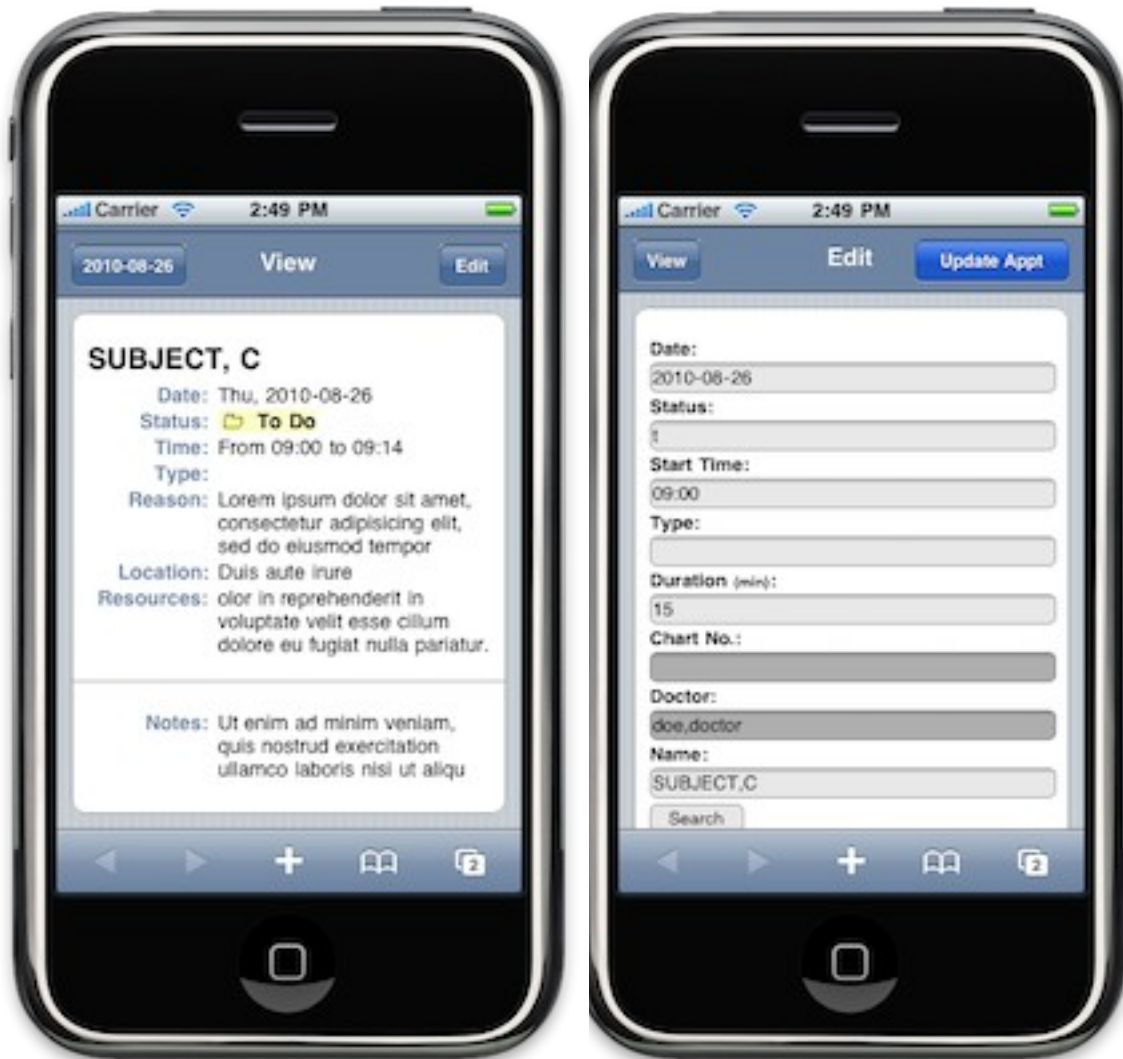 Carrier 2:49 PM
2010-08-26 View Edit
SUBJECT, C
Date: Thu, 2010-08-26
Status: To Do
Time: From 09:00 to 09:14
Type:
Reason: Lorem ipsum dolor sit amet,
consectetur adipisicing elit,
sed do eiusmod tempor
Location: Duis aute irure
Resources: olor in reprehenderit in
voluptate velit esse cillum
dolore eu fugiat nulla pariatur.
Notes: Ut enim ad minim veniam,
quis nostrud exercitation
ullamco laboris nisi ut aliqu
2
Carrier 2:49 PM
View Edit Update Appt
Date:
2010-08-26
Status:
t
Start Time:
09:00
Type:
Duration (min):
15
Chart No.:
Doctor:
doe,doctor
Name:
SUBJECT,C
Search
2